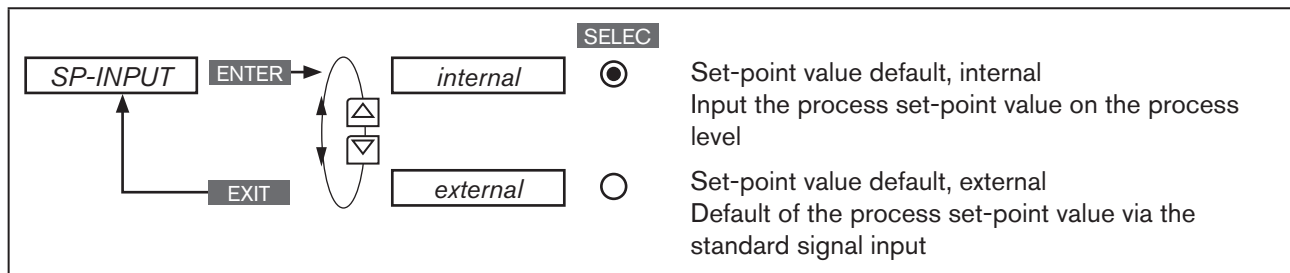 SELEC
SP-INPUT ENTER internal Set-point value default, internal
Input the process set-point value on the process
level
EXIT external Set-point value default, external
Default of the process set-point value via the
standard signal input